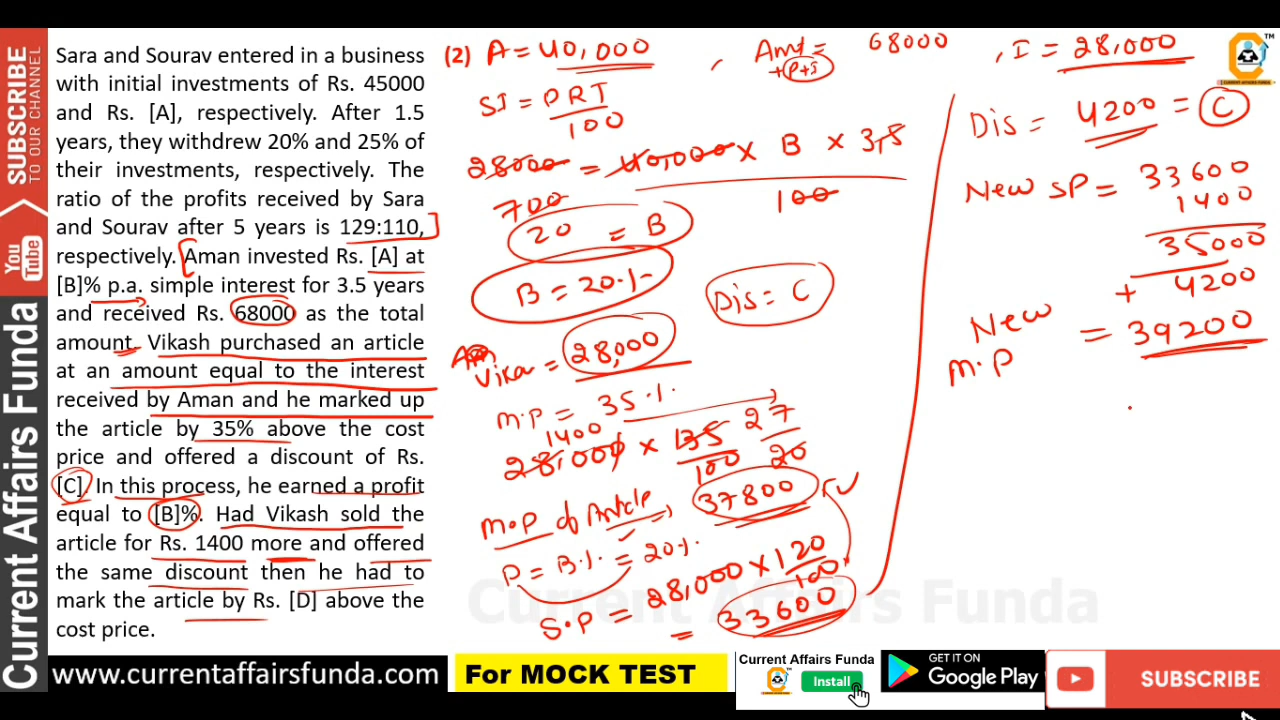 SUBSCRIBE
TO OUR CHANNEL
You Tube
Current Affairs Funda
Sara and Sourav entered in a business
with initial investments of Rs. 45000
and Rs. [A], respectively. After 1.5
years, they withdrew 20% and 25% of
their investments, respectively. The
ratio of the profits received by Sara
and Sourav after 5 years is 129:110,
respectively. Aman invested Rs. [A] at
[B]% p.a. simple interest for 3.5 years
and received Rs. 68000 as the total
amount. Vikash purchased an article
at an amount equal to the interest
received by Aman and he marked up
the article by 35% above the cost
price and offered a discount of Rs.
[C]. In this process, he earned a profit
equal to [B]%. Had Vikash sold the
article for Rs. 1400 more and offered
the same discount then he had to
mark the article by Rs. [D] above the
cost price.
(2) A = 40,000 , Amt = 68000 , I = 28,000
+(P+S)
SI = PRT
100
28000 = 40,000 × B × 3.5
100
700
20 = B
B = 20%
Dis = C
Vika = 28,000
M.P = 35%
1400 27
28,000 × 135
100 20
M.P of Article 37800
P = B% = 20%
28,000 × 120
100
S.P = 33600
Dis = 4200 = C
New SP = 33600
1400
35000
+ 4200
New = 39200
M.P
Current Affairs Funda
www.currentaffairsfunda.com
For MOCK TEST
Current Affairs Funda
Install
GET IT ON
Google Play
SUBSCRIBE
TM